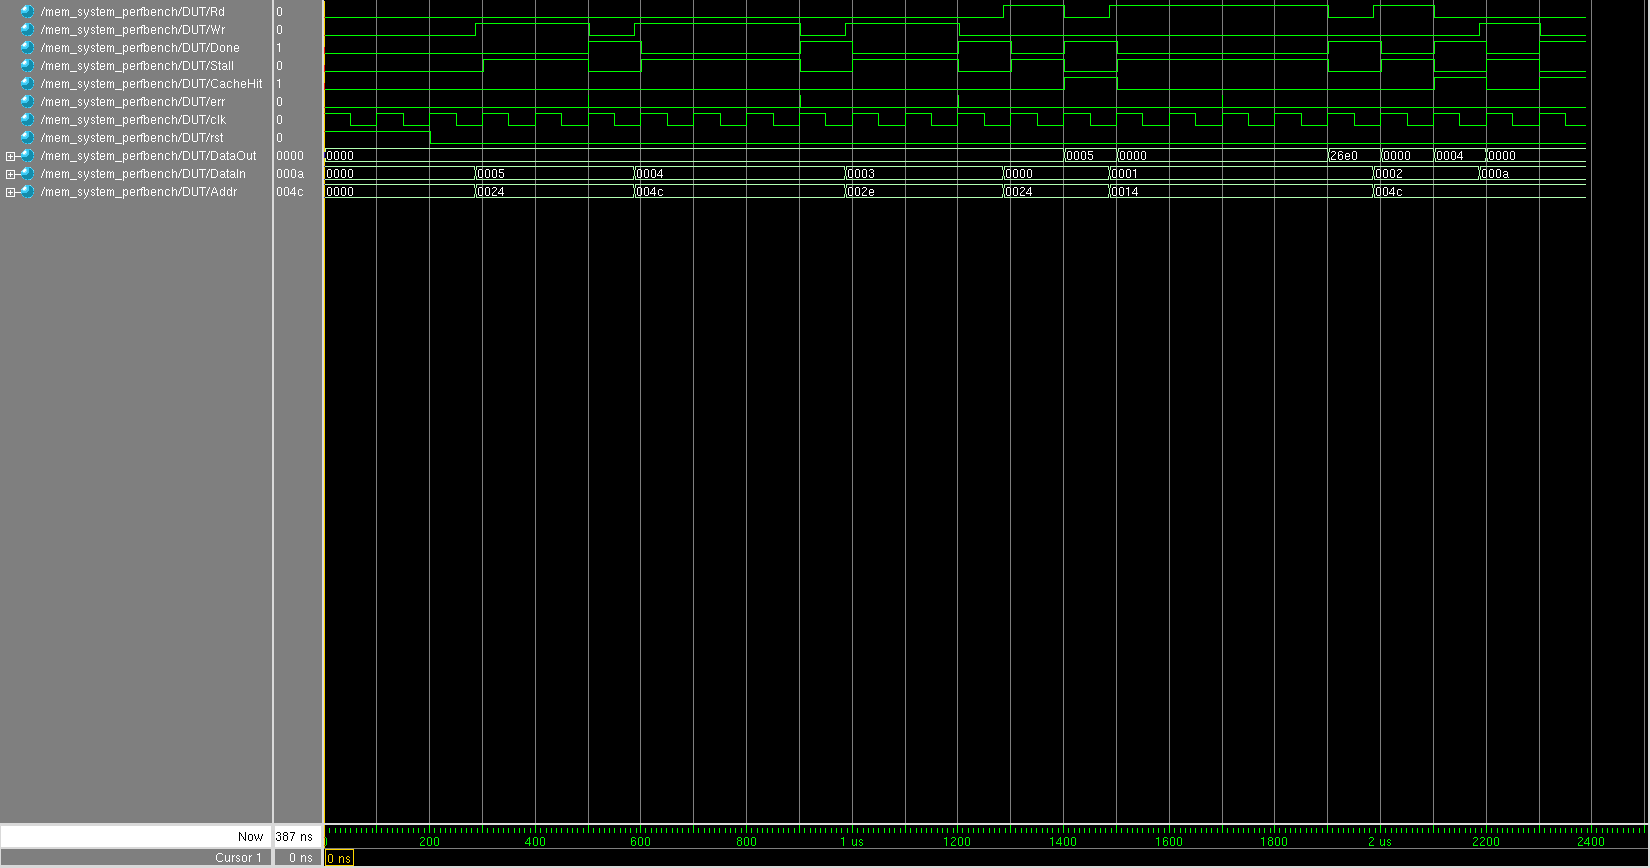 /mem_system_perfbench/DUT/Rd 0
/mem_system_perfbench/DUT/Wr 0
/mem_system_perfbench/DUT/Done 1
/mem_system_perfbench/DUT/Stall 0
/mem_system_perfbench/DUT/CacheHit 1
/mem_system_perfbench/DUT/err 0
/mem_system_perfbench/DUT/clk 0
/mem_system_perfbench/DUT/rst 0
/mem_system_perfbench/DUT/DataOut 0000 0000 0005 0000 26e0 0000 0004 0000
/mem_system_perfbench/DUT/DataIn 000a 0000 0005 0004 0003 0000 0001 0002 000a
/mem_system_perfbench/DUT/Addr 004c 0000 0024 004c 002e 0024 0014 004c
Now 387 ns 200 400 600 800 1 us 1200 1400 1600 1800 2 us 2200 2400
Cursor 1 0 ns 0 ns